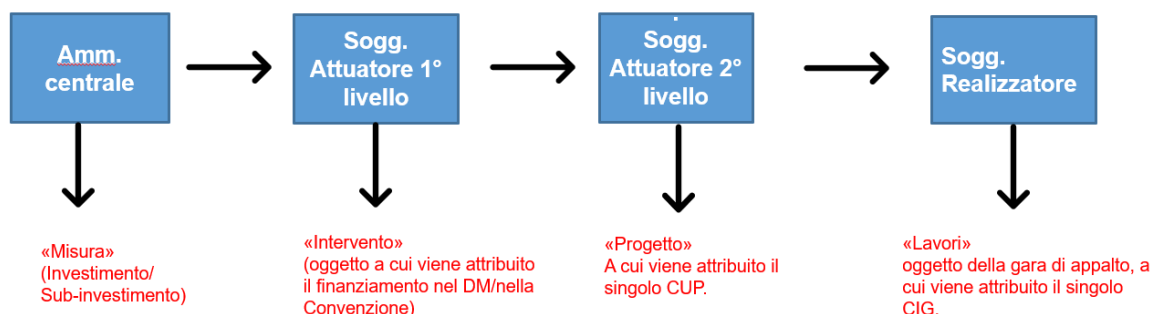 Amm.
centrale
Sogg.
Attuatore 1°
livello
.
Sogg.
Attuatore 2°
livello
Sogg.
Realizzatore
«Misura»
(Investimento/
Sub-investimento)
«Intervento»
(oggetto a cui viene attribuito
il finanziamento nel DM/nella
Convenzione)
«Progetto»
A cui viene attribuito il
singolo CUP.
«Lavori»
oggetto della gara di appalto, a
cui viene attribuito il singolo
CIG.